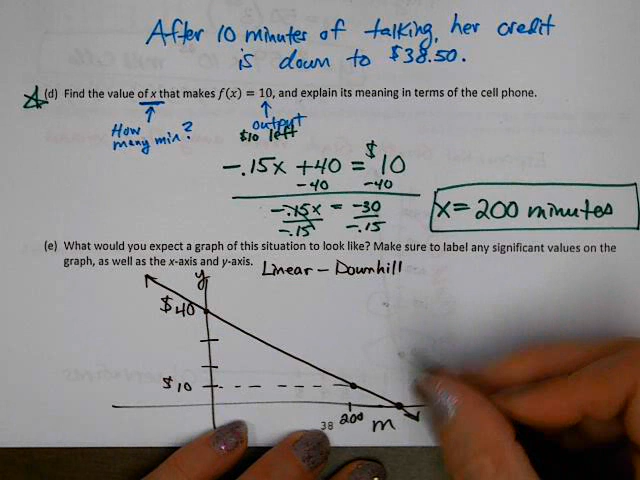 After 10 minutes of talking, her credit
is down to $38.50.
(d) Find the value of x that makes f(x) = 10, and explain its meaning in terms of the cell phone.
How many min?
output
$10 left
-.15x +40 = $10
-40 -40
-.15x = -30
-.15 -.15
x = 200 minutes
(e) What would you expect a graph of this situation to look like? Make sure to label any significant values on the
graph, as well as the x-axis and y-axis. Linear - Downhill
y
$40
$10
200 m
38